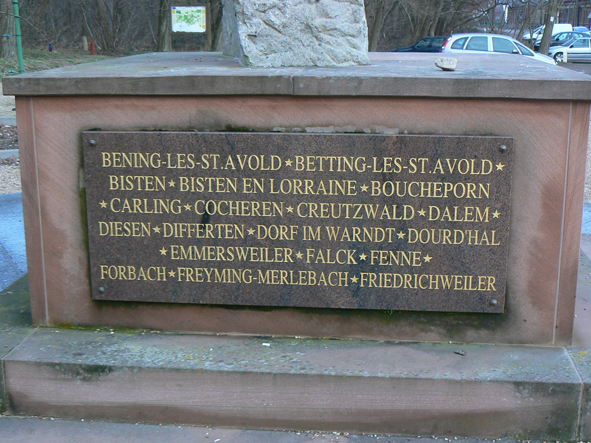 BENING-LES-ST.AVOLD★BETTING-LES-ST.AVOLD★
BISTEN★BISTEN EN LORRAINE★BOUCHEPORN
★CARLING★COCHEREN★CREUTZWALD★DALEM★
DIESEN★DIFFERTEN★DORF IM WARNDT★DOURD'HAL
★EMMERSWEILER★FALCK★FENNE★
FORBACH★FREYMING-MERLEBACH★FRIEDRICHWEILER